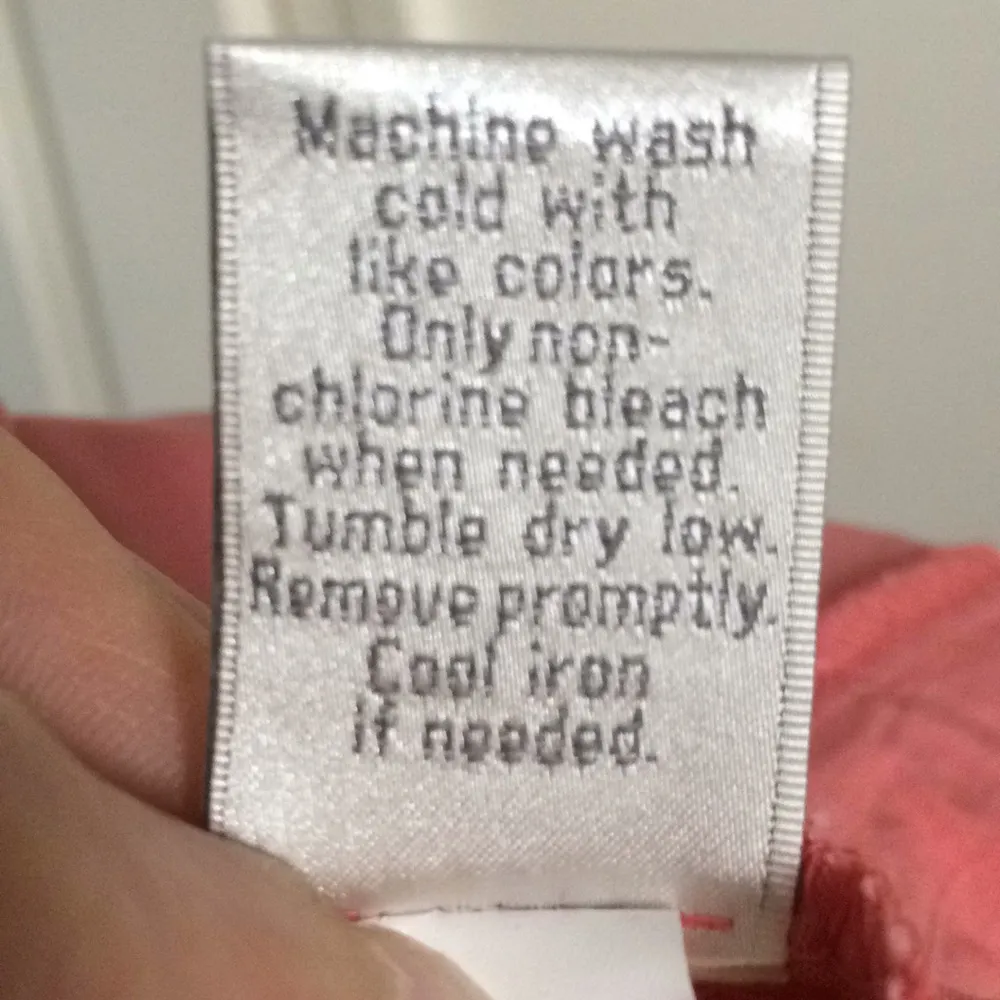 Machine wash
cold with
like colors.
Only non-
chlorine bleach
when needed.
Tumble dry low.
Remove promptly.
Cool iron
if needed.